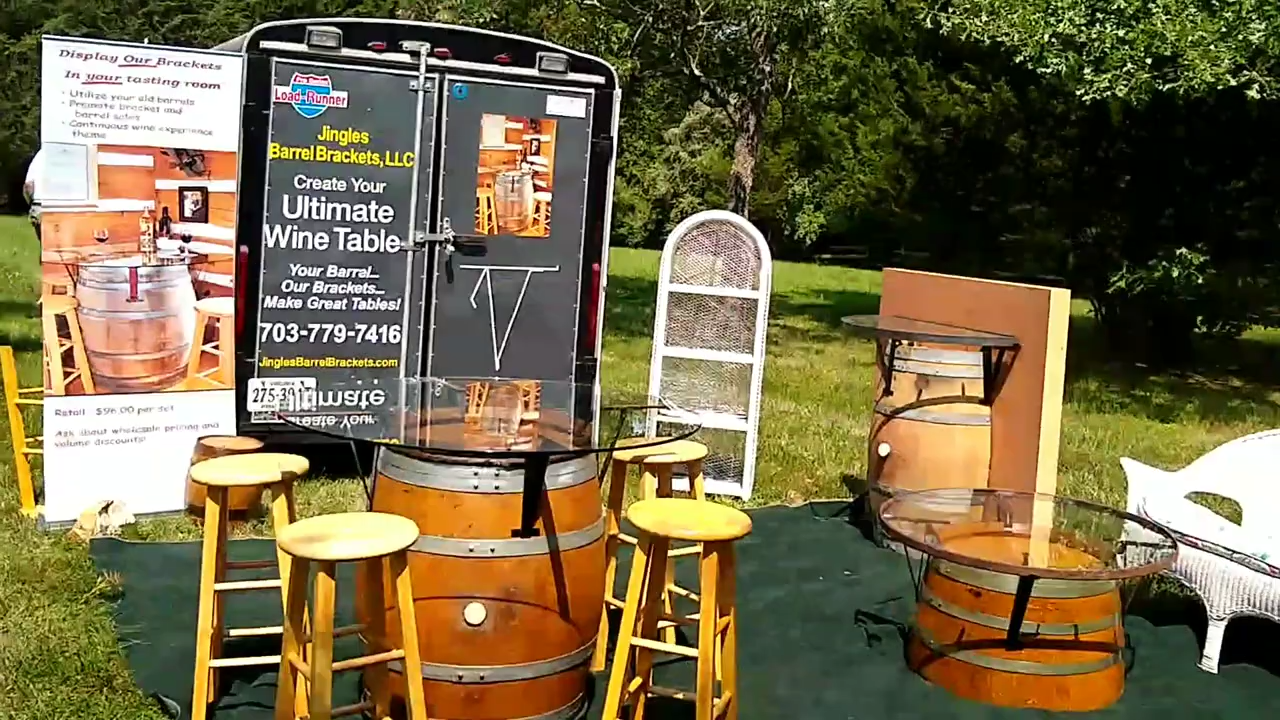 Display Our Brackets
In your tasting room
• Utilize your old barrels
• Promote bracket and
barrel sales
• Continuous wine experience
theme
Retail $96.00 per set
Ask about wholesale pricing and
volume discounts!
Pro Series
Load-Runner
Jingles
Barrel Brackets, LLC
Create Your
Ultimate
Wine Table
Your Barrel...
Our Brackets...
Make Great Tables!
703-779-7416
JinglesBarrelBrackets.com